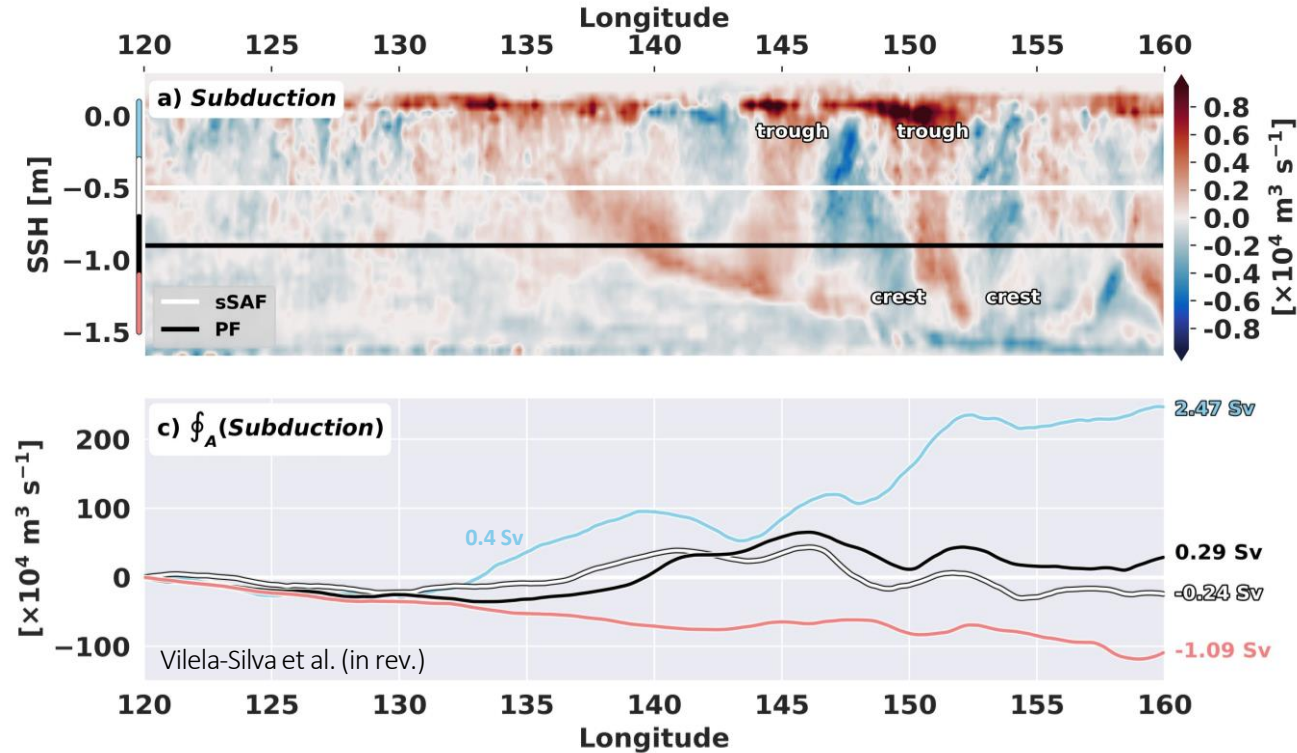 Longitude
120 125 130 135 140 145 150 155 160
a) Subduction
0.0
−0.5
−1.0
−1.5
SSH [m]
trough
trough
crest
crest
sSAF
PF
0.8
0.6
0.4
0.2
0.0
-0.2
-0.4
-0.6
-0.8
[×10⁴ m³ s⁻¹]
c) ∮_A(Subduction)
200
100
0
−100
[×10⁴ m³ s⁻¹]
0.4 Sv
2.47 Sv
0.29 Sv
-0.24 Sv
-1.09 Sv
Vilela-Silva et al. (in rev.)
120 125 130 135 140 145 150 155 160
Longitude